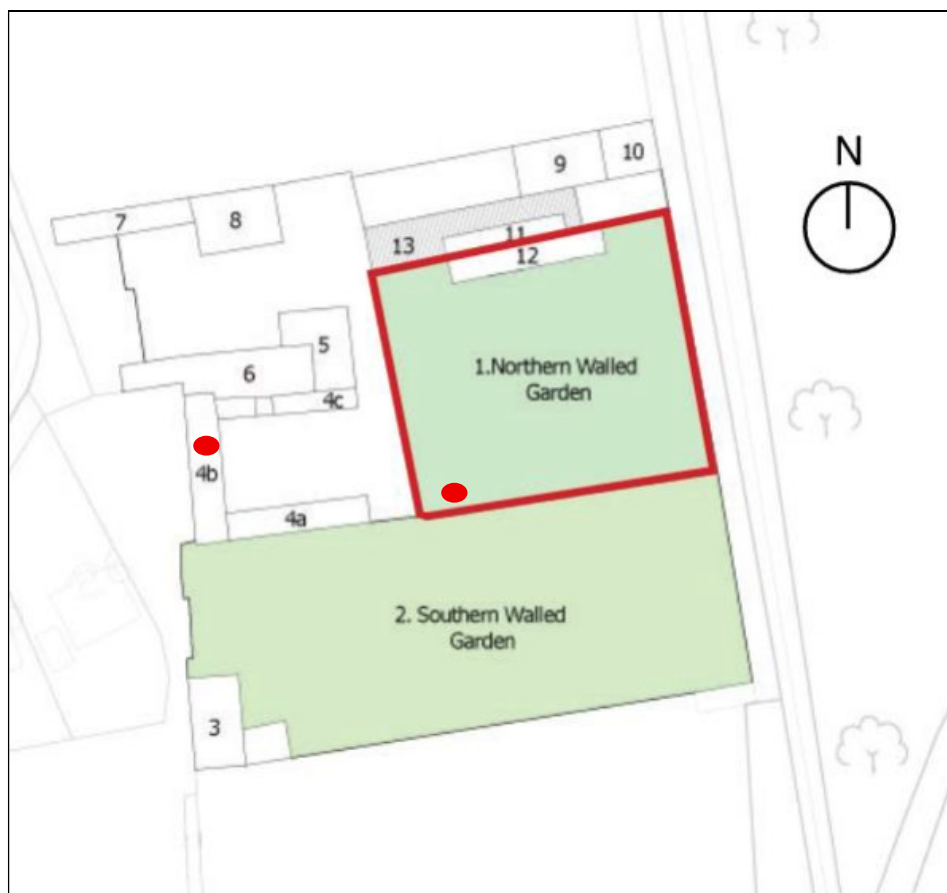 N
10
9
8
7
11
13
12
5
1.Northern Walled
Garden
6
4c
4b
4a
2. Southern Walled
Garden
3